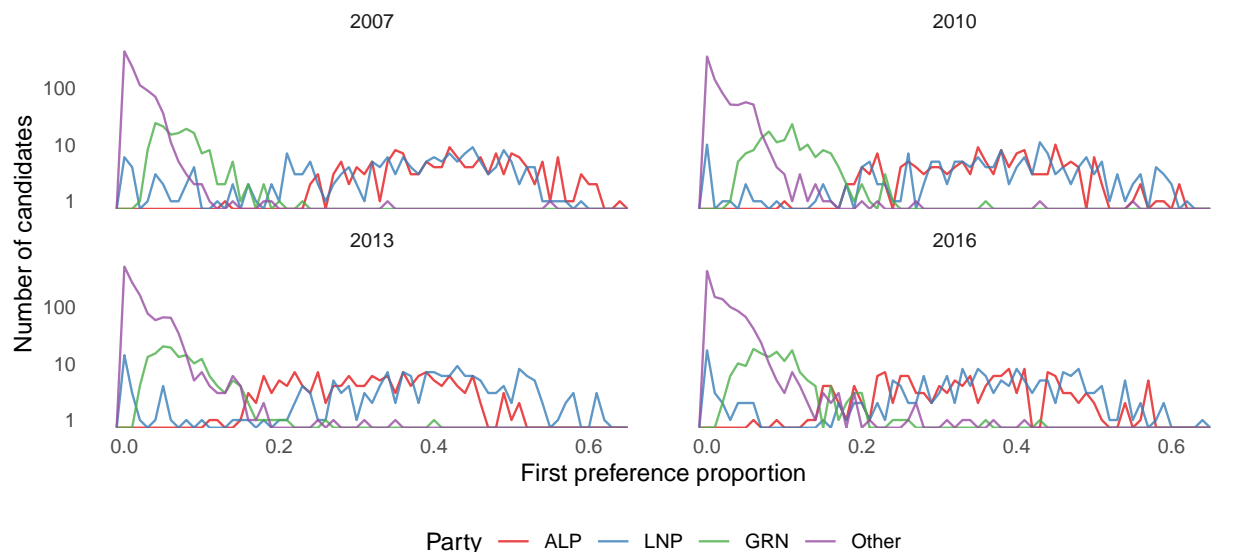 2007
2010
100
10
1
Number of candidates
2013
2016
100
10
1
0.0 0.2 0.4 0.6 0.0 0.2 0.4 0.6
First preference proportion
Party ALP LNP GRN Other